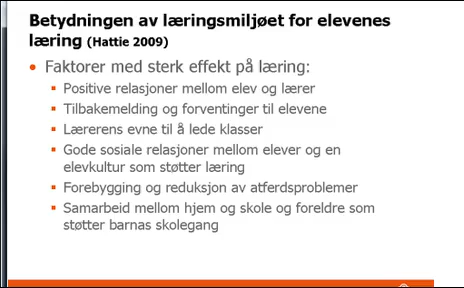 Betydningen av læringsmiljøet for elevenes
læring (Hattie 2009)
• Faktorer med sterk effekt på læring:
▪ Positive relasjoner mellom elev og lærer
▪ Tilbakemelding og forventinger til elevene
▪ Lærerens evne til å lede klasser
▪ Gode sosiale relasjoner mellom elever og en
elevkultur som støtter læring
▪ Forebygging og reduksjon av atferdsproblemer
▪ Samarbeid mellom hjem og skole og foreldre som
støtter barnas skolegang